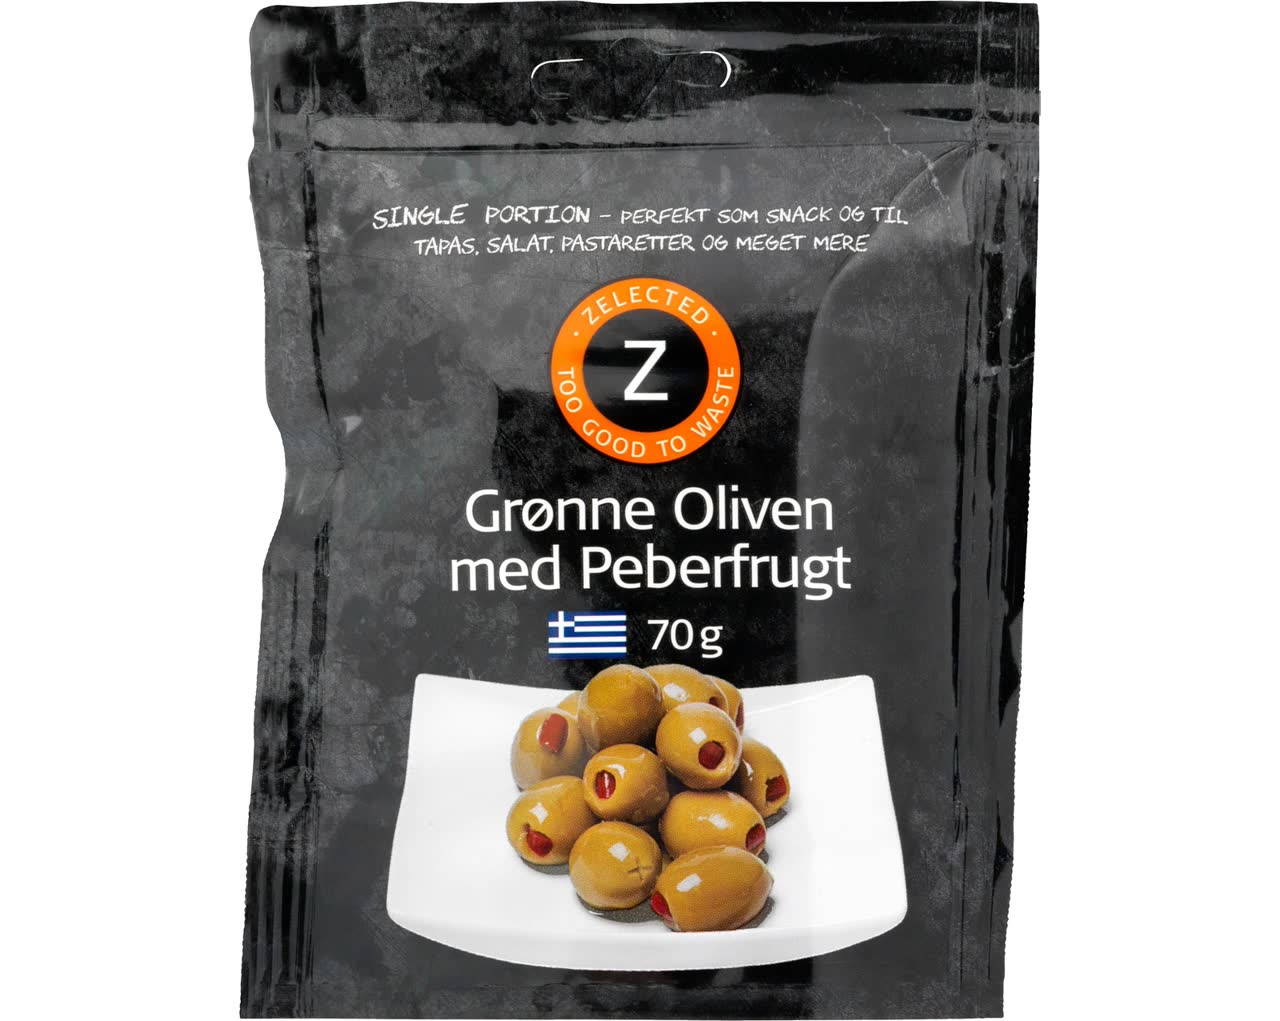 SINGLE PORTION – PERFEKT SOM SNACK OG TIL
TAPAS, SALAT, PASTARETTER OG MEGET MERE
· ZELECTED ·
Z
TOO GOOD TO WASTE
Grønne Oliven
med Peberfrugt
70 g